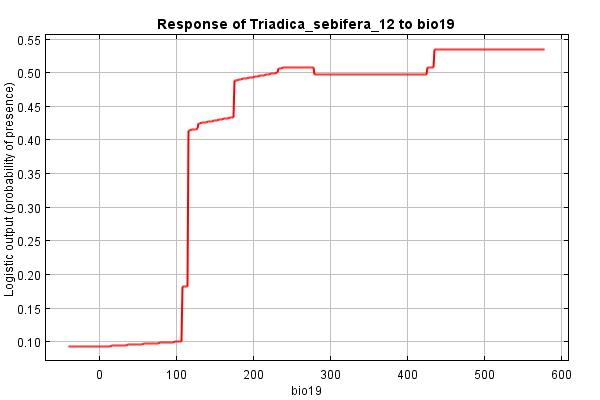 Response of Triadica_sebifera_12 to bio19
Logistic output (probability of presence)
0.55
0.50
0.45
0.40
0.35
0.30
0.25
0.20
0.15
0.10
0 100 200 300 400 500 600
bio19